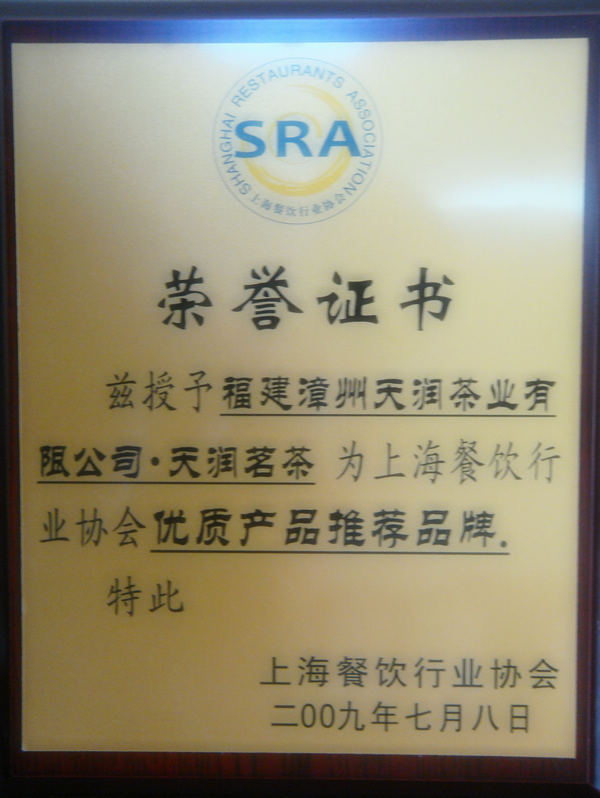 SHANGHAI RESTAURANTS ASSOCIATION
SRA
上海餐饮行业协会
荣誉证书
兹授予福建漳州天润茶业有
限公司·天润茗茶 为上海餐饮行
业协会优质产品推荐品牌.
特此
上海餐饮行业协会
二00九年七月八日